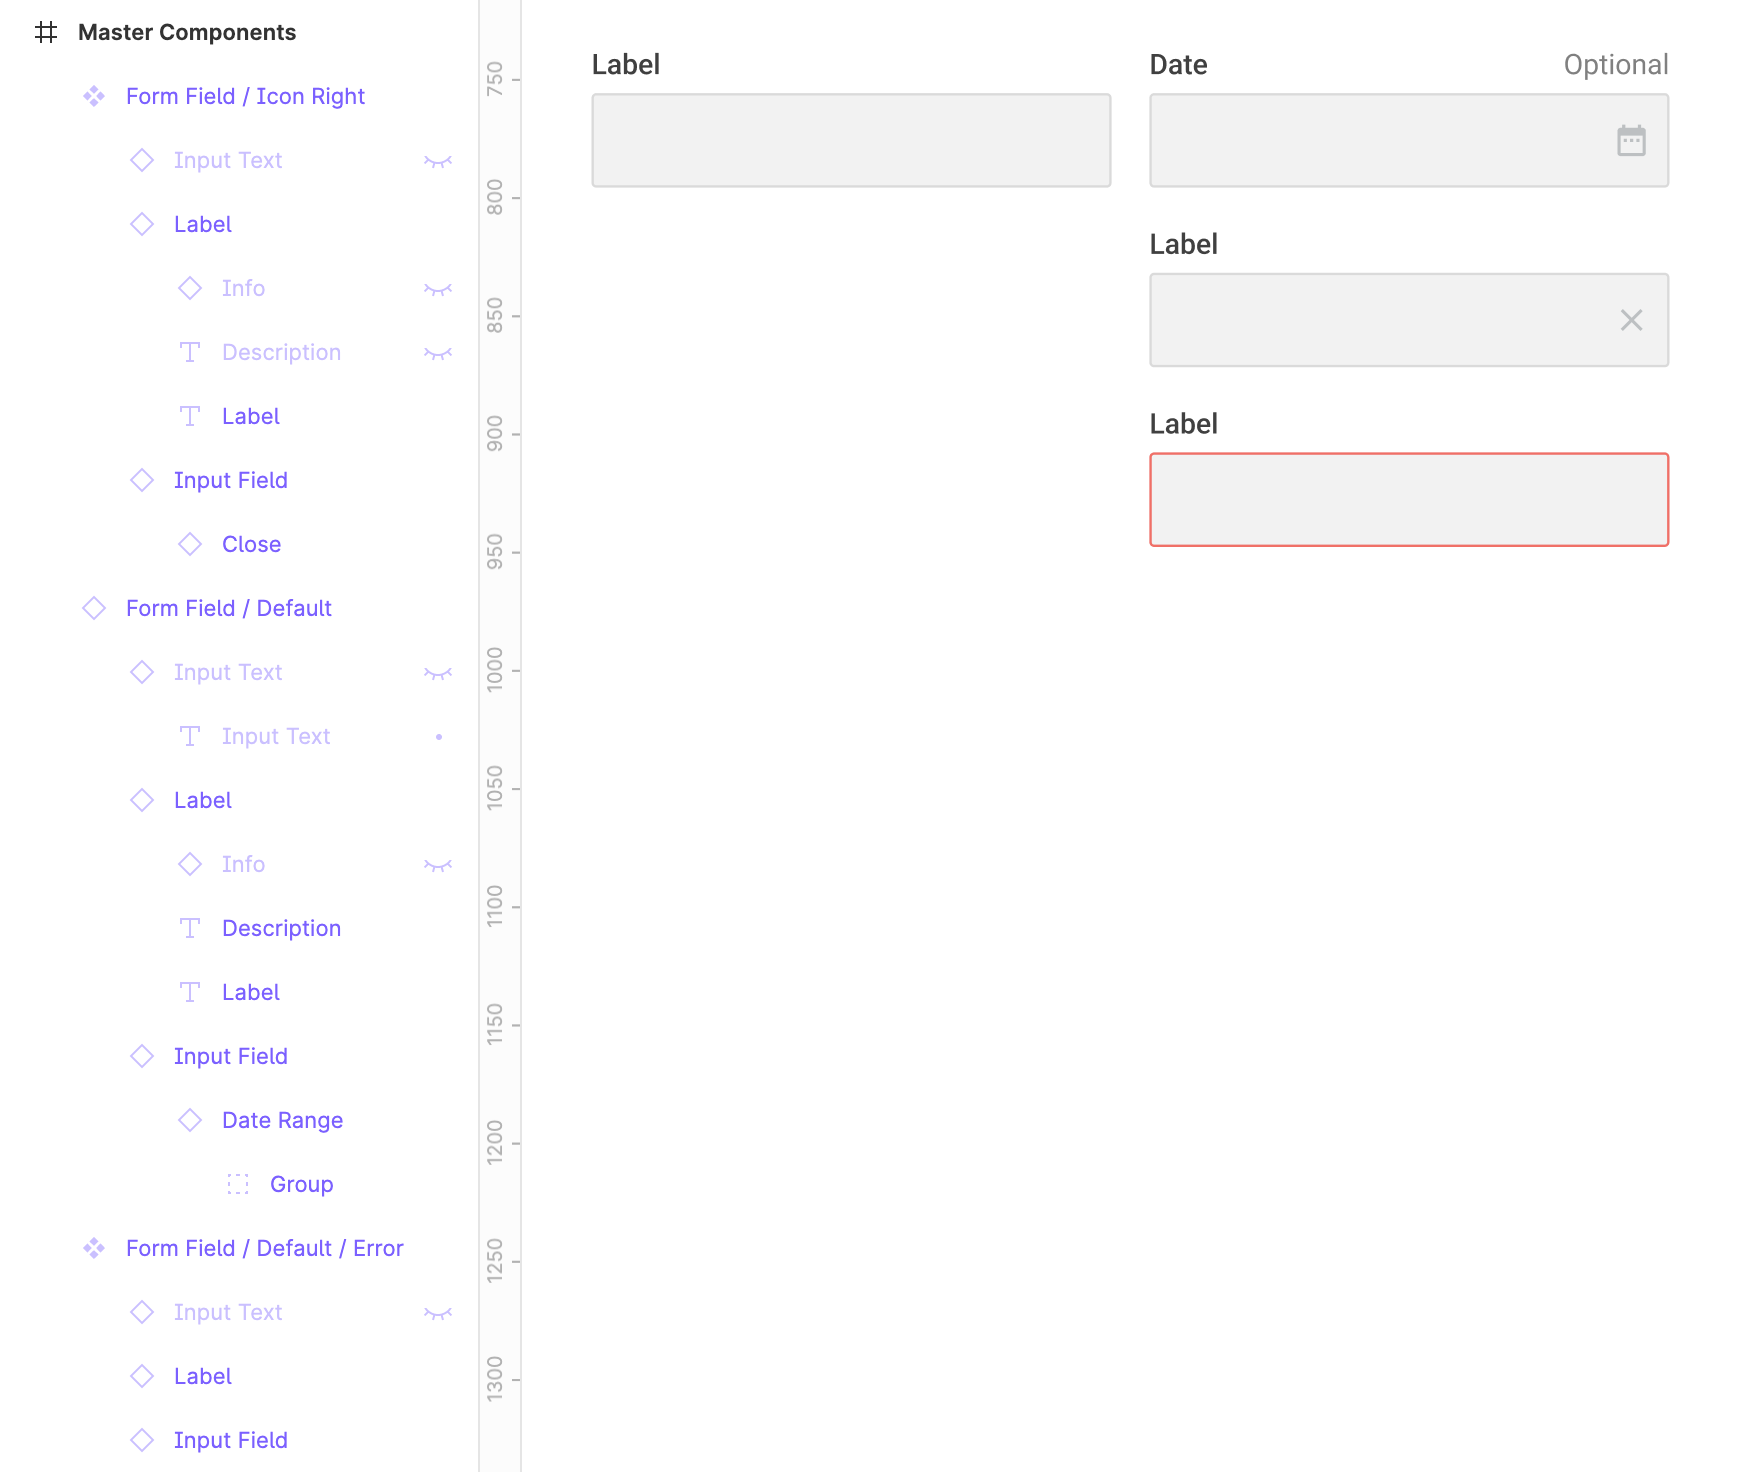 Master Components
Form Field / Icon Right
Input Text
Label
Info
Description
Label
Input Field
Close
Form Field / Default
Input Text
Input Text
Label
Info
Description
Label
Input Field
Date Range
Group
Form Field / Default / Error
Input Text
Label
Input Field
750
800
850
900
950
1000
1050
1100
1150
1200
1250
1300
Label
Date Optional
Label
Label